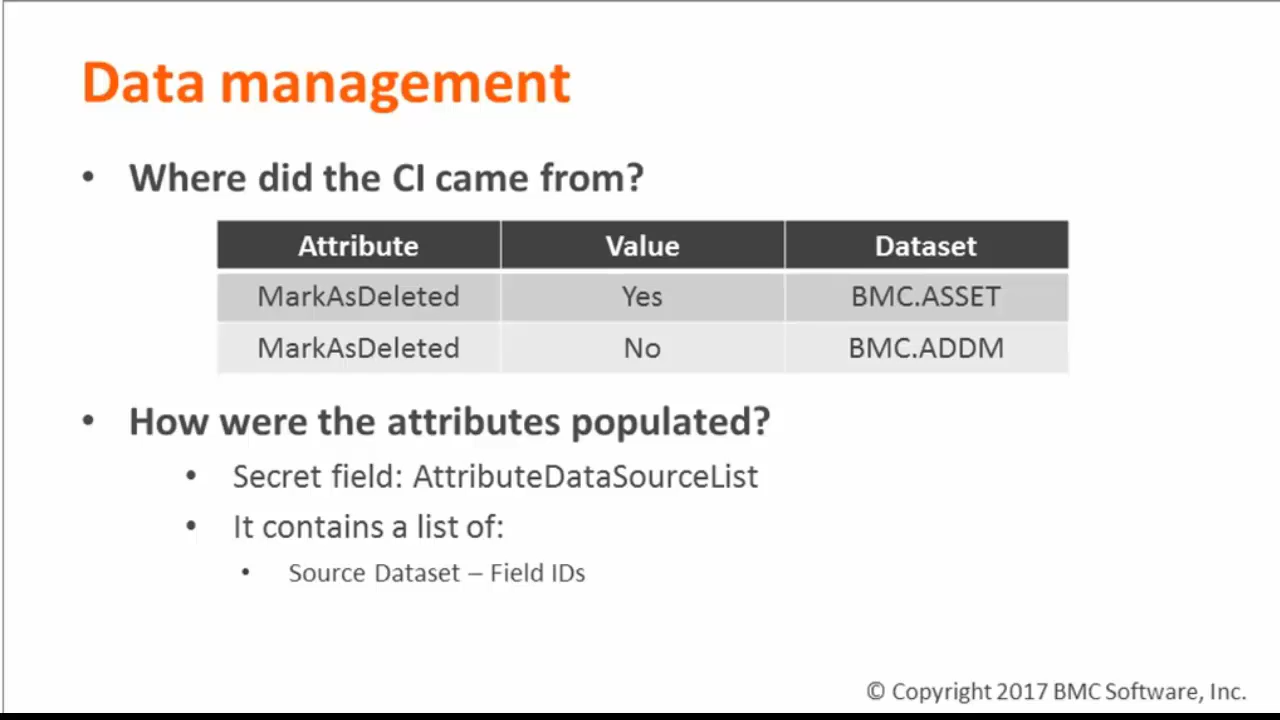 Data management
• Where did the CI came from?
Attribute Value Dataset
MarkAsDeleted Yes BMC.ASSET
MarkAsDeleted No BMC.ADDM
• How were the attributes populated?
• Secret field: AttributeDataSourceList
• It contains a list of:
• Source Dataset – Field IDs
© Copyright 2017 BMC Software, Inc.